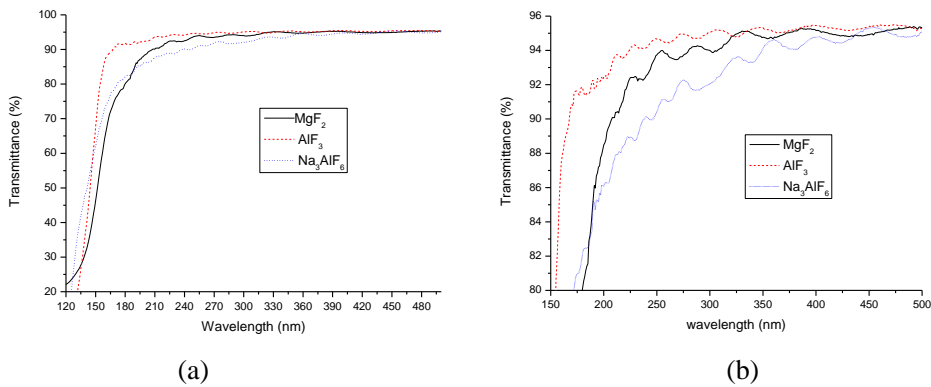 100
90
80
70
60
50
40
30
20
120 150 180 210 240 270 300 330 360 390 420 450 480
Transmittance (%)
Wavelength (nm)
MgF2
AlF3
Na3AlF6
(a)
96
94
92
90
88
86
84
82
80
150 200 250 300 350 400 450 500
Transmittance (%)
wavelength (nm)
MgF2
AlF3
Na3AlF6
(b)